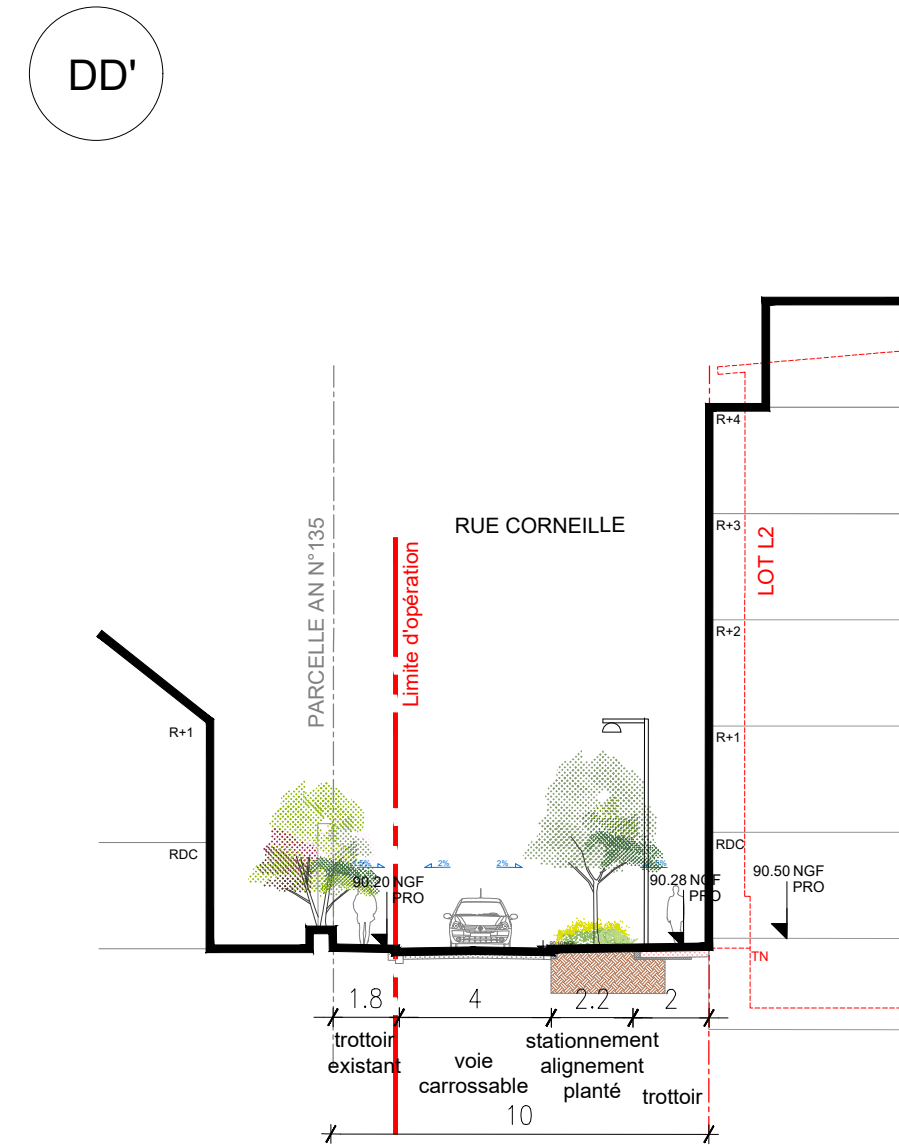 DD'
R+4
RUE CORNEILLE
R+3
PARCELLE AN N°135
Limite d'opération
LOT L2
R+2
R+1
R+1
RDC
RDC
2%
2%
90.20 NGF
PRO
90.28 NGF
PRO
90.50 NGF
PRO
TN
1.8
4
2.2
2
trottoir
existant
voie
carrossable
stationnement
alignement
planté
trottoir
10